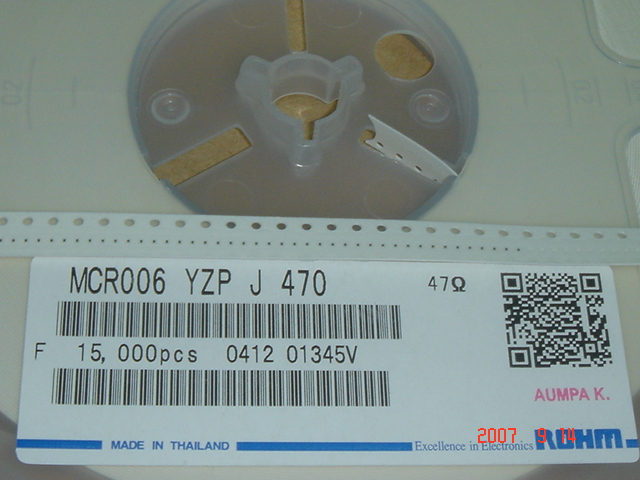 MCR006 YZP J 470 47Ω
F 15,000pcs 0412 01345V
AUMPA K.
MADE IN THAILAND Excellence in Electronics ROHM
2007 9 14